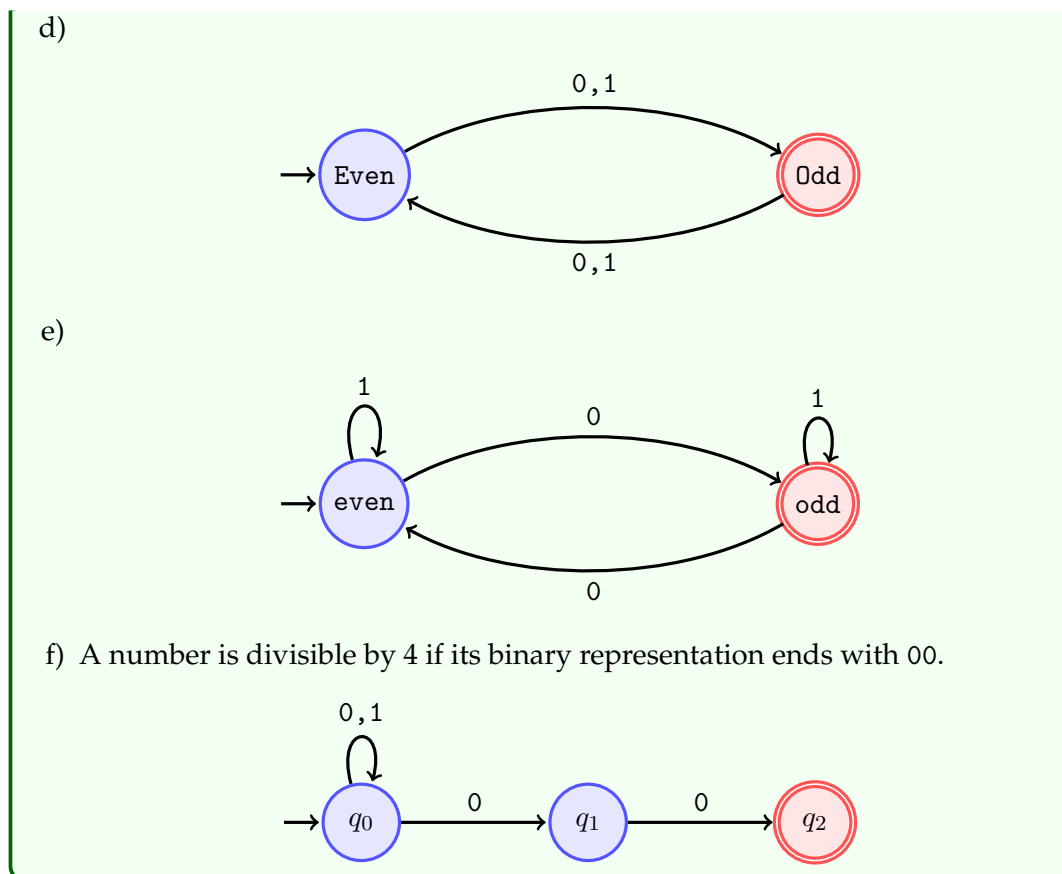 d)
0,1
Even
Odd
0,1
e)
1
0
1
even
odd
0
f) A number is divisible by 4 if its binary representation ends with 00.
0,1
q0 0 q1 0 q2